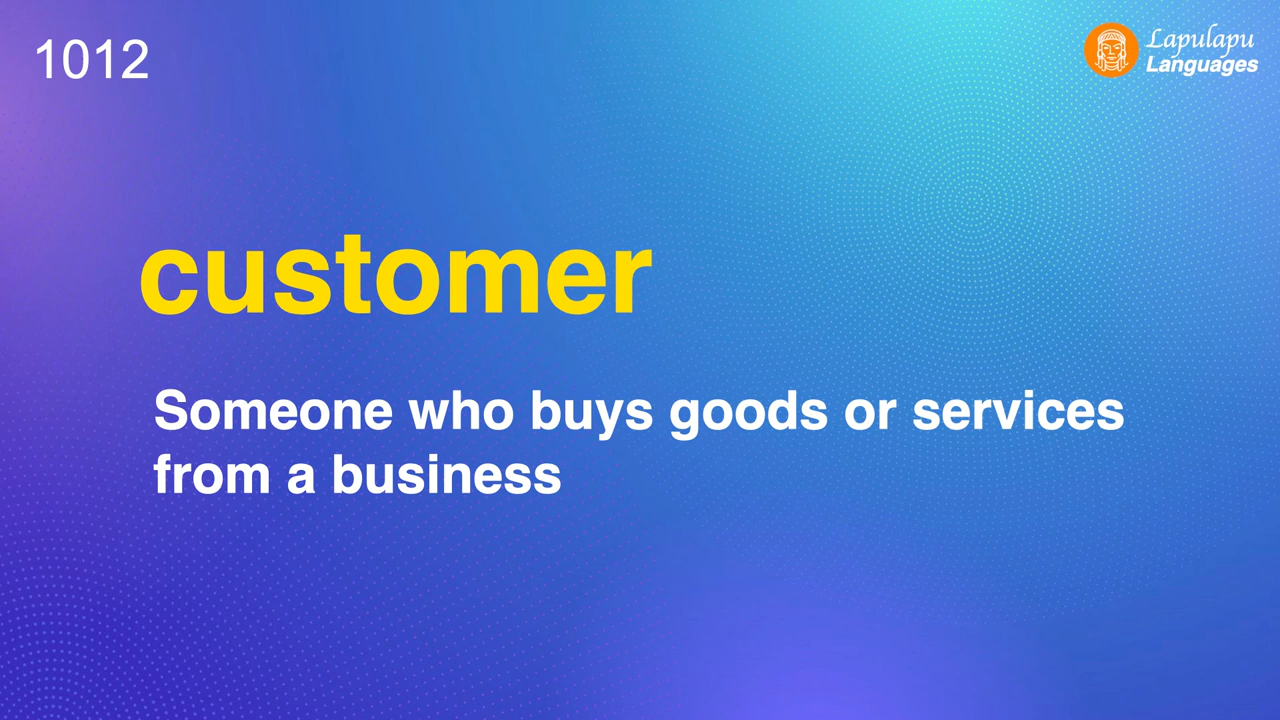 1012
Lapulapu
Languages
customer
Someone who buys goods or services
from a business